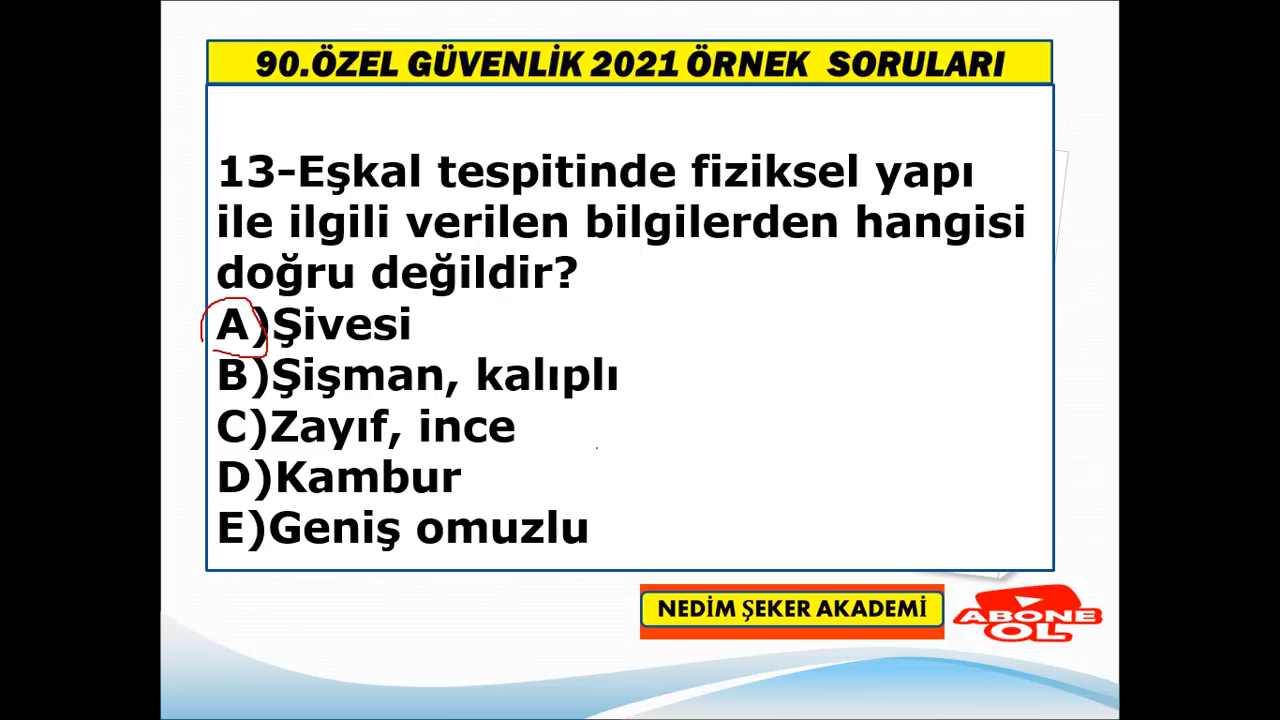 90.ÖZEL GÜVENLİK 2021 ÖRNEK SORULARI
13-Eşkal tespitinde fiziksel yapı
ile ilgili verilen bilgilerden hangisi
doğru değildir?
A)Şivesi
B)Şişman, kalıplı
C)Zayıf, ince
D)Kambur
E)Geniş omuzlu
NEDİM ŞEKER AKADEMİ
ABONE
OL